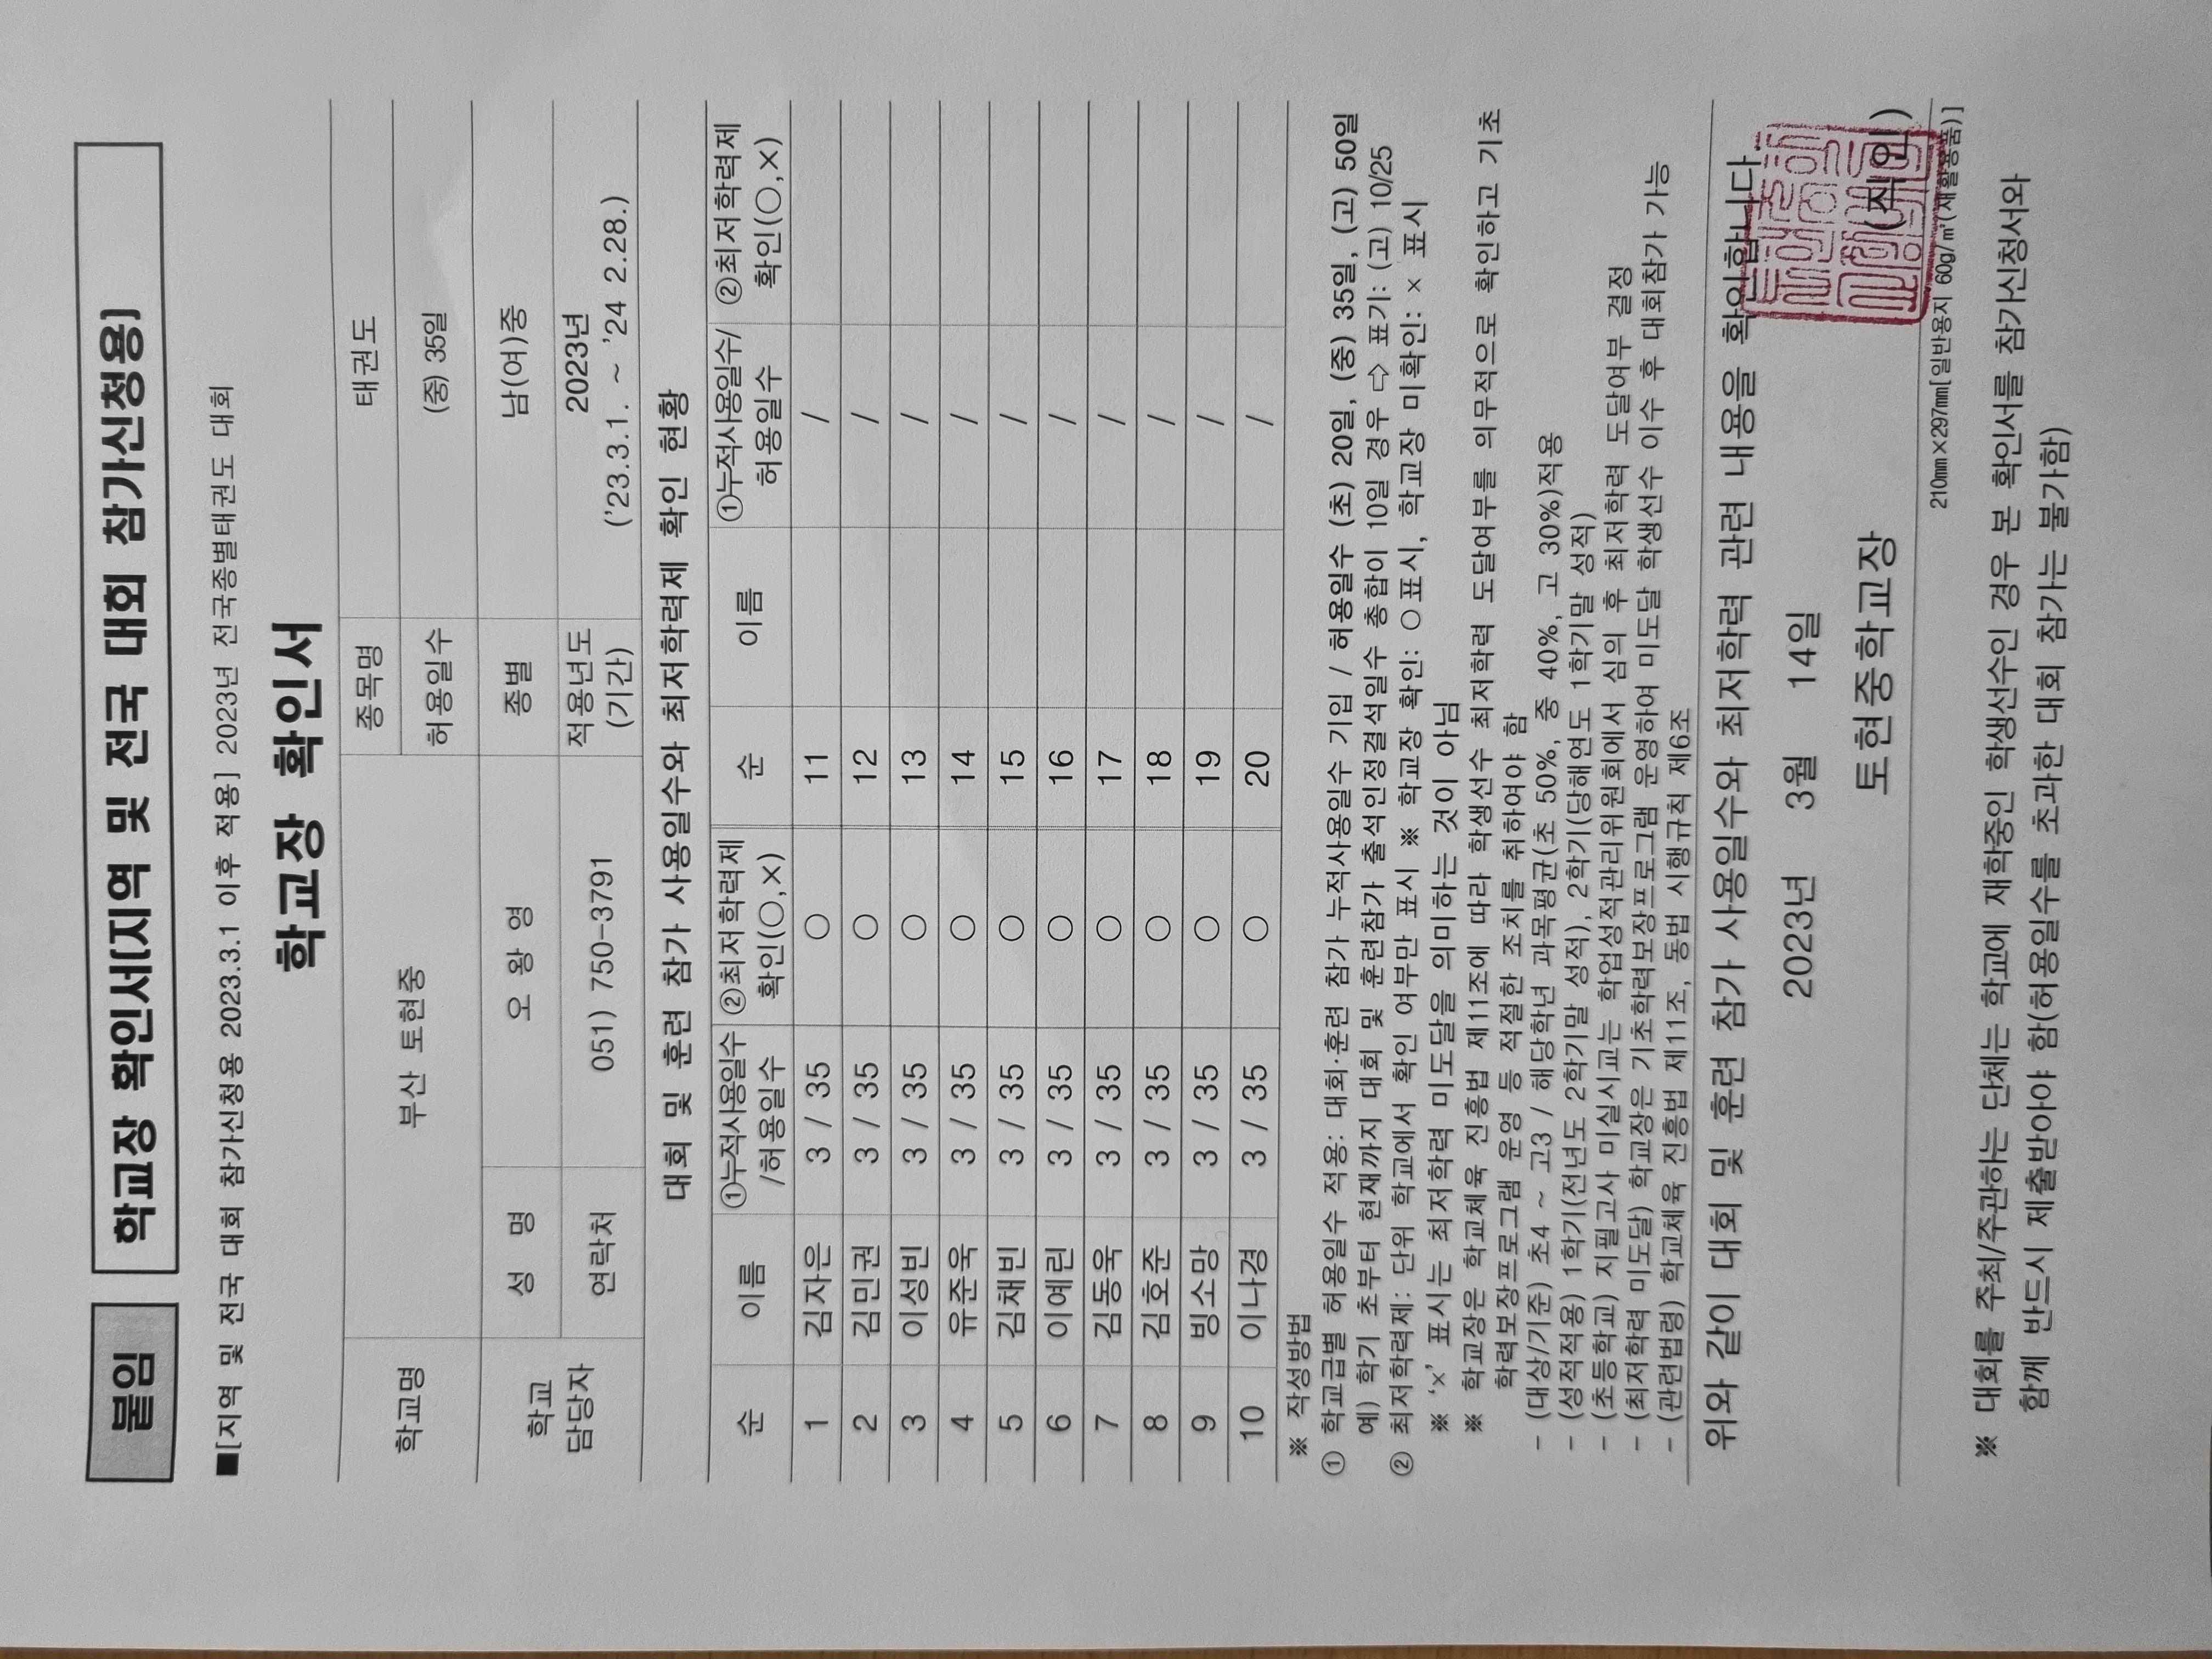 붙임
학교장 확인서(지역 및 전국 대회 참가신청용)
■[지역 및 전국 대회 참가신청용 2023.3.1 이후 적용] 2023년 전국종별태권도 대회
학교장 확인서
학교명 부산 토현중 종목명 태권도
허용일수 (중) 35일
학교 담당자 성 명 오 왕 영 종별 남(여)중
연락처 051) 750-3791 적용년도 (기간) 2023년 ('23.3.1. ~ '24 2.28.)
대회 및 훈련 참가 사용일수와 최저학력제 확인 현황
순 이름 ①누적사용일수/허용일수 ②최저학력제 확인(○,×) 순 이름 ①누적사용일수/허용일수 ②최저학력제 확인(○,×)
1 김자은 3 / 35 ○ 11 /
2 김민권 3 / 35 ○ 12 /
3 이성빈 3 / 35 ○ 13 /
4 유준욱 3 / 35 ○ 14 /
5 김채빈 3 / 35 ○ 15 /
6 이예린 3 / 35 ○ 16 /
7 김동욱 3 / 35 ○ 17 /
8 김호준 3 / 35 ○ 18 /
9 빙소망 3 / 35 ○ 19 /
10 이나경 3 / 35 ○ 20 /
※ 작성방법
① 학교급별 허용일수 적용: 대회·훈련 참가 누적사용일수 기입 / 허용일수 (초) 20일, (중) 35일, (고) 50일
예) 학기 초부터 현재까지 대회 및 훈련참가 출석인정결석일수 총합이 10일 경우 ⇨ 표기: (고) 10/25
② 최저학력제: 단위 학교에서 확인 여부만 표시 ※ 학교장 확인: ○표시, 학교장 미확인: × 표시
※ ‘×’ 표시는 최저학력 미도달을 의미하는 것이 아님
※ 학교장은 학교체육 진흥법 제11조에 따라 학생선수 최저학력 도달여부를 의무적으로 확인하고 기초
학력보장프로그램 운영 등 적절한 조치를 취하여야 함
- (대상/기준) 초4 ~ 고3 / 해당학년 과목평균(초 50%, 중 40%, 고 30%)적용
- (성적적용) 1학기(전년도 2학기말 성적), 2학기(당해연도 1학기말 성적)
- (초등학교) 지필고사 미실시교는 학업성적관리위원회에서 심의 후 최저학력 도달여부 결정
- (최저학력 미도달) 학교장은 기초학력보장프로그램 운영하여 미도달 학생선수 이수 후 대회참가 가능
- (관련법령) 학교체육 진흥법 제11조, 동법 시행규칙 제6조
위와 같이 대회 및 훈련 참가 사용일수와 최저학력 관련 내용을 확인합니다.
2023년 3월 14일
토현중학교장 (직인)
210㎜×297㎜[일반용지 60g/㎡(재활용품)]
※ 대회를 주최/주관하는 단체는 학교에 재학중인 학생선수인 경우 본 확인서를 참가신청서와
함께 반드시 제출받아야 함(허용일수를 초과한 대회 참가는 불가함)